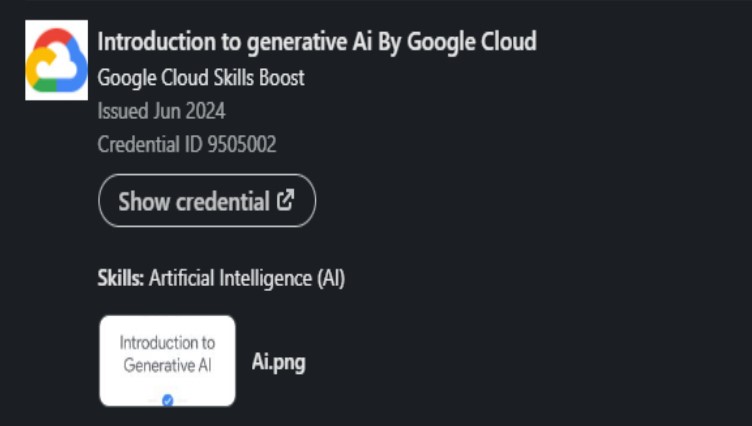 Introduction to generative Ai By Google Cloud
Google Cloud Skills Boost
Issued Jun 2024
Credential ID 9505002
Show credential
Skills: Artificial Intelligence (AI)
Introduction to
Generative AI
Ai.png